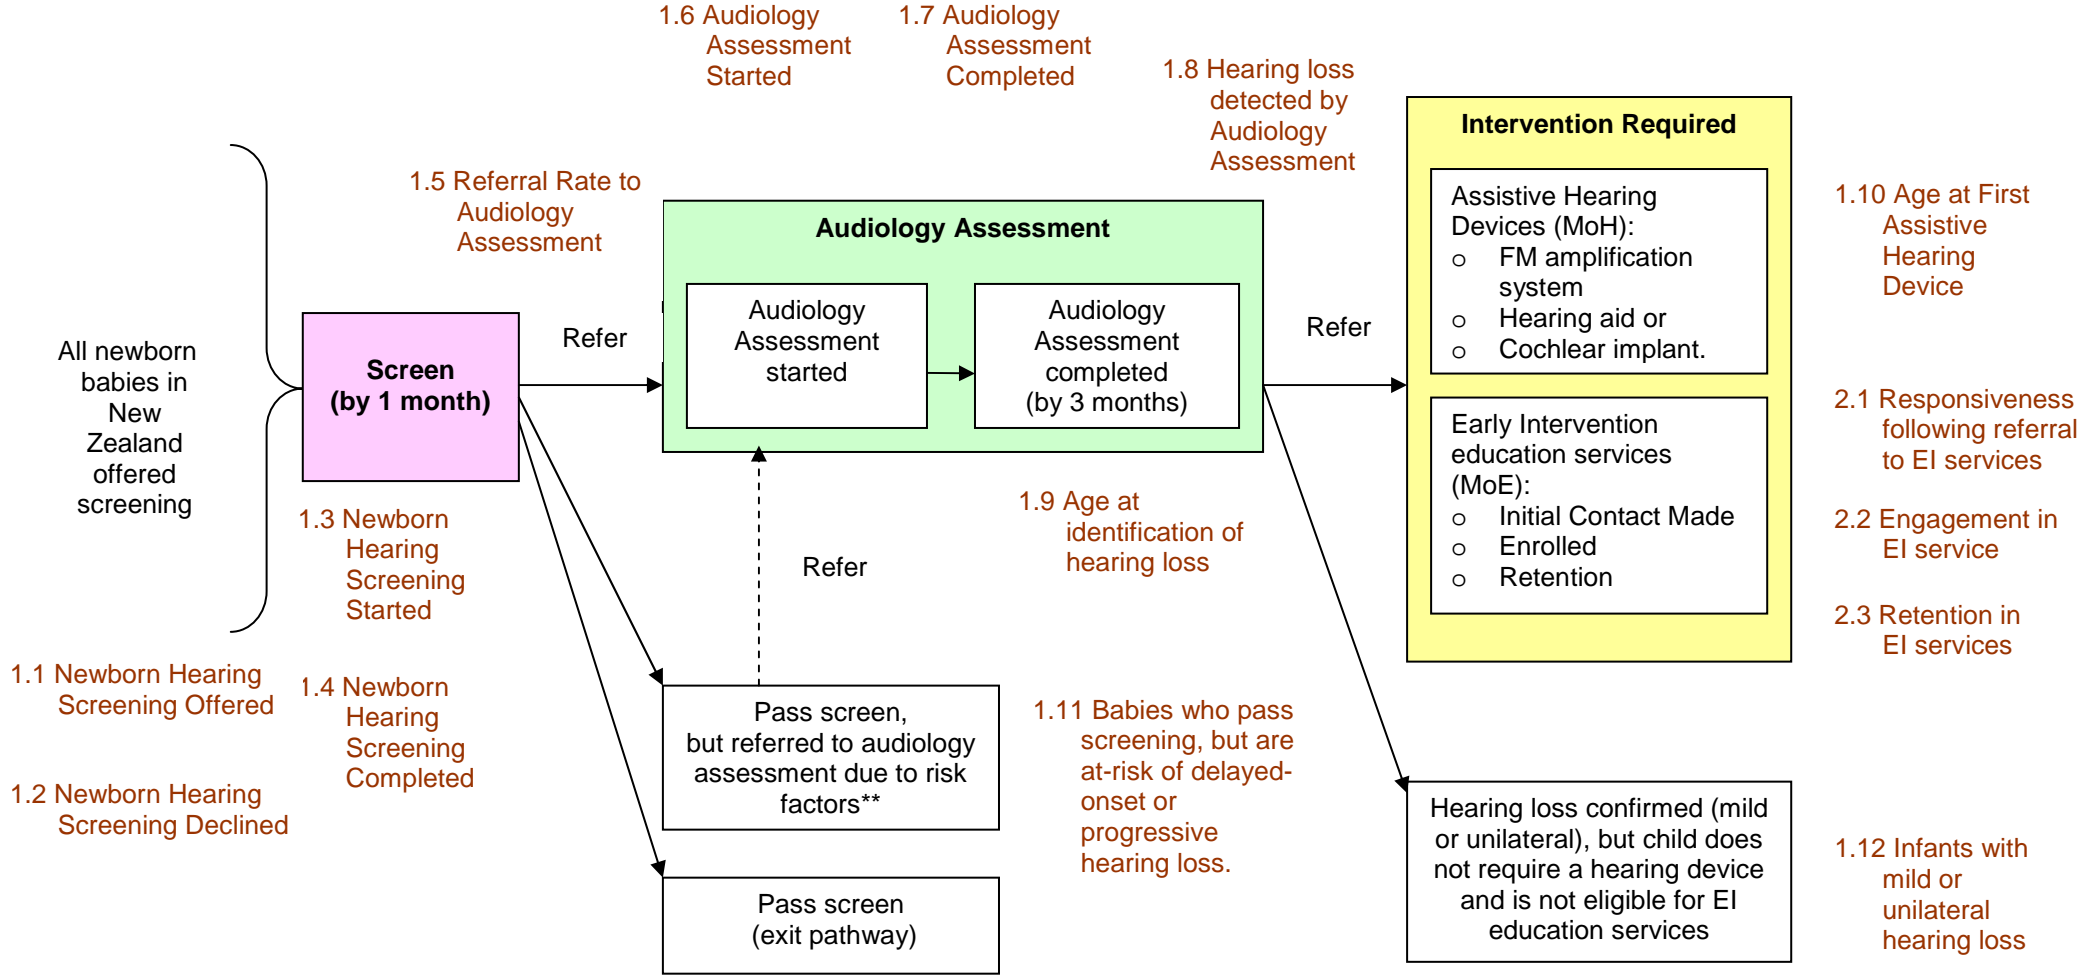 1.6 Audiology
Assessment
Started
1.7 Audiology
Assessment
Completed
1.8 Hearing loss
detected by
Audiology
Assessment
1.5 Referral Rate to
Audiology
Assessment
All newborn
babies in
New
Zealand
offered
screening
Screen
(by 1 month)
Refer
Audiology Assessment
Audiology
Assessment
started
Audiology
Assessment
completed
(by 3 months)
Refer
Intervention Required
Assistive Hearing
Devices (MoH):
o FM amplification
system
o Hearing aid or
o Cochlear implant.
Early Intervention
education services
(MoE):
o Initial Contact Made
o Enrolled
o Retention
1.10 Age at First
Assistive
Hearing
Device
2.1 Responsiveness
following referral
to EI services
2.2 Engagement in
EI service
2.3 Retention in
EI services
1.3 Newborn
Hearing
Screening
Started
1.4 Newborn
Hearing
Screening
Completed
1.1 Newborn Hearing
Screening Offered
1.2 Newborn Hearing
Screening Declined
Refer
1.9 Age at
identification of
hearing loss
Pass screen,
but referred to audiology
assessment due to risk
factors**
1.11 Babies who pass
screening, but are
at-risk of delayed-
onset or
progressive
hearing loss.
Pass screen
(exit pathway)
Hearing loss confirmed (mild
or unilateral), but child does
not require a hearing device
and is not eligible for EI
education services
1.12 Infants with
mild or
unilateral
hearing loss